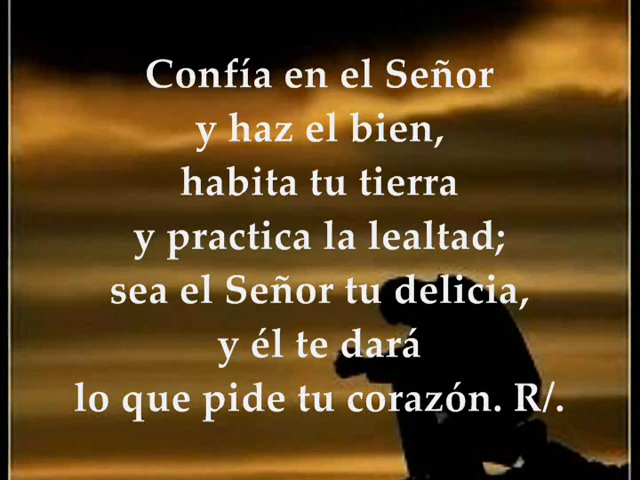 Confía en el Señor
y haz el bien,
habita tu tierra
y practica la lealtad;
sea el Señor tu delicia,
y él te dará
lo que pide tu corazón. R/.